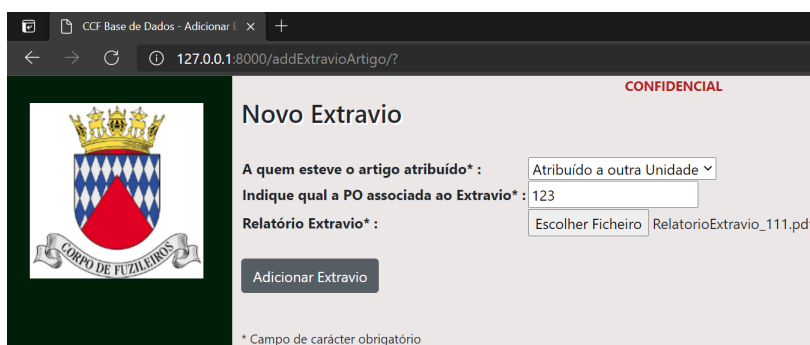 CCF Base de Dados - Adicionar E
127.0.0.1:8000/addExtravioArtigo/?
CONFIDENCIAL
CORPO DE FUZILEIROS
Novo Extravio
A quem esteve o artigo atribuído* : Atribuído a outra Unidade
Indique qual a PO associada ao Extravio* : 123
Relatório Extravio* : Escolher Ficheiro RelatorioExtravio_111.pdf
Adicionar Extravio
* Campo de carácter obrigatório